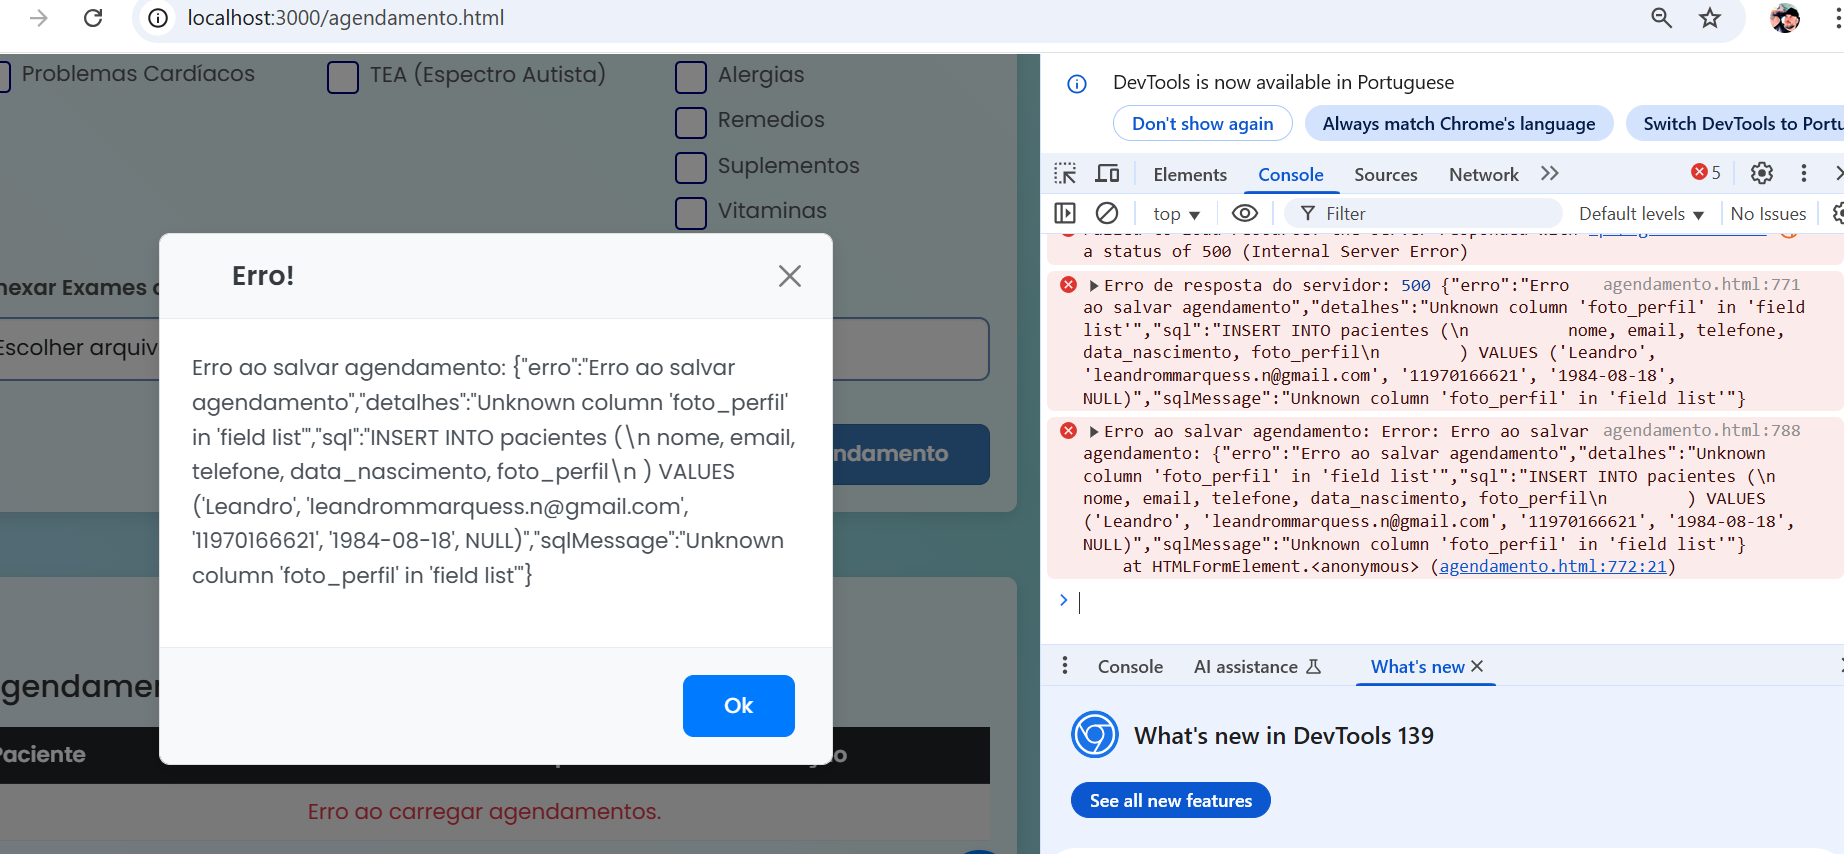 localhost:3000/agendamento.html
Problemas Cardíacos
TEA (Espectro Autista)
Alergias
Remedios
Suplementos
Vitaminas
nexar Exames
Escolher arquiv
ndamento
Erro!
Erro ao salvar agendamento: {"erro":"Erro ao salvar
agendamento","detalhes":"Unknown column 'foto_perfil'
in 'field list'","sql":"INSERT INTO pacientes (\n nome, email,
telefone, data_nascimento, foto_perfil\n ) VALUES
('Leandro', 'leandrommarquess.n@gmail.com',
'11970166621', '1984-08-18', NULL)","sqlMessage":"Unknown
column 'foto_perfil' in 'field list'"}
Ok
gendamen
Paciente
ão
Erro ao carregar agendamentos.
DevTools is now available in Portuguese
Don't show again
Always match Chrome's language
Switch DevTools to Portu
Elements
Console
Sources
Network
5
top
Filter
Default levels
No Issues
a status of 500 (Internal Server Error)
Erro de resposta do servidor: 500 {"erro":"Erro agendamento.html:771
ao salvar agendamento","detalhes":"Unknown column 'foto_perfil' in 'field
list'","sql":"INSERT INTO pacientes (\n nome, email, telefone,
data_nascimento, foto_perfil\n ) VALUES ('Leandro',
'leandrommarquess.n@gmail.com', '11970166621', '1984-08-18',
NULL)","sqlMessage":"Unknown column 'foto_perfil' in 'field list'"}
Erro ao salvar agendamento: Error: Erro ao salvar agendamento.html:788
agendamento: {"erro":"Erro ao salvar agendamento","detalhes":"Unknown
column 'foto_perfil' in 'field list'","sql":"INSERT INTO pacientes (\n
nome, email, telefone, data_nascimento, foto_perfil\n ) VALUES
('Leandro', 'leandrommarquess.n@gmail.com', '11970166621', '1984-08-18',
NULL)","sqlMessage":"Unknown column 'foto_perfil' in 'field list'"}
at HTMLFormElement.<anonymous> (agendamento.html:772:21)
Console
AI assistance
What's new
What's new in DevTools 139
See all new features